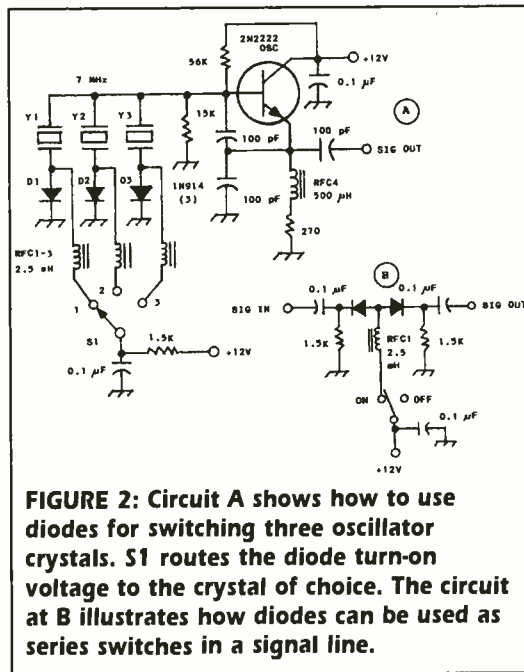 2N2222
OSC
+12V
56K
0.1 µF
7 MHz
A
Y1
Y2
Y3
15K
100 pF
100 pF
SIG OUT
D1
D2
D3
1N914
(3)
100 pF
RFC4
500 µH
RFC1-3
2.5 mH
270
B
1
2
3
0.1 µF
0.1 µF
SIG IN
SIG OUT
S1
1.5K
+12V
1.5K
RFC1
2.5
mH
1.5K
0.1 µF
ON
OFF
0.1 µF
+12V
FIGURE 2: Circuit A shows how to use
diodes for switching three oscillator
crystals. S1 routes the diode turn-on
voltage to the crystal of choice. The circuit
at B illustrates how diodes can be used as
series switches in a signal line.